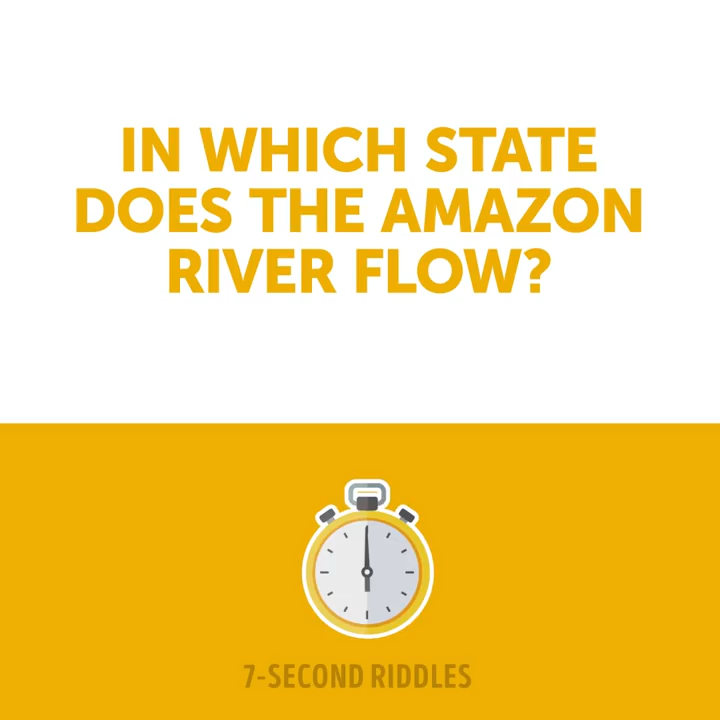 IN WHICH STATE
DOES THE AMAZON
RIVER FLOW?
7-SECOND RIDDLES